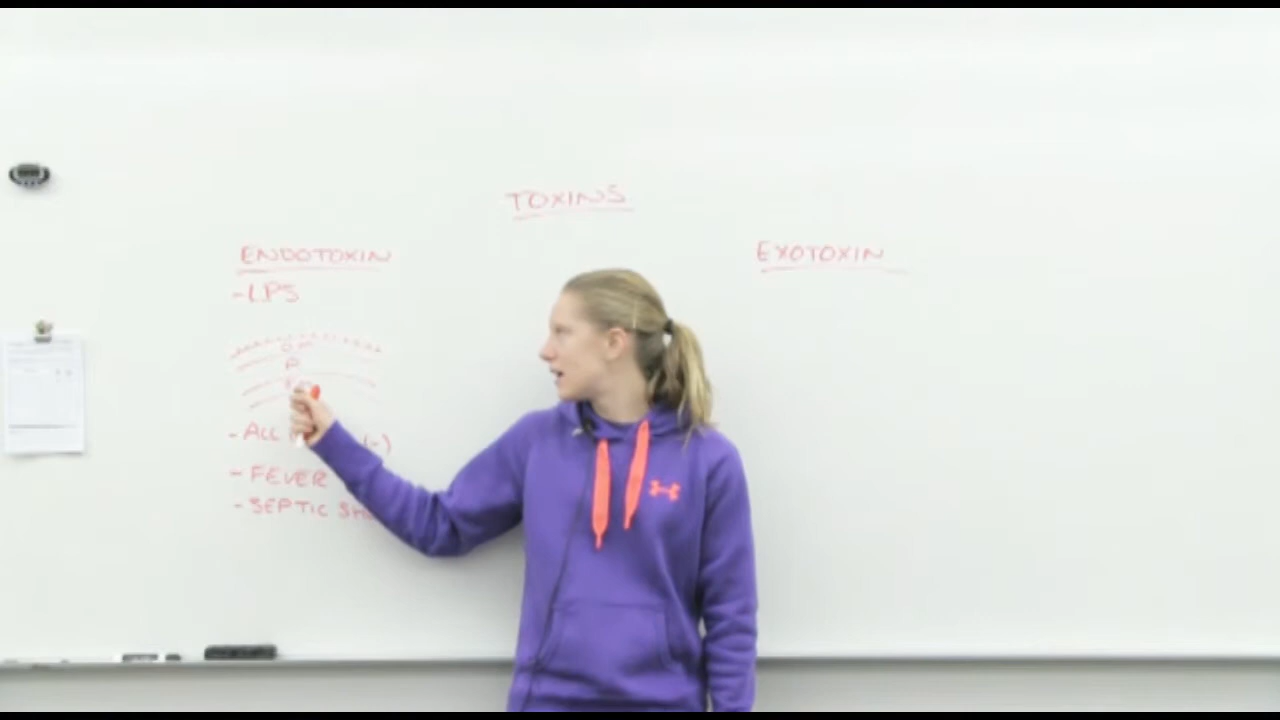 TOXINS
ENDOTOXIN
EXOTOXIN
- LPS
P
- ALL (-)
- FEVER
- SEPTIC